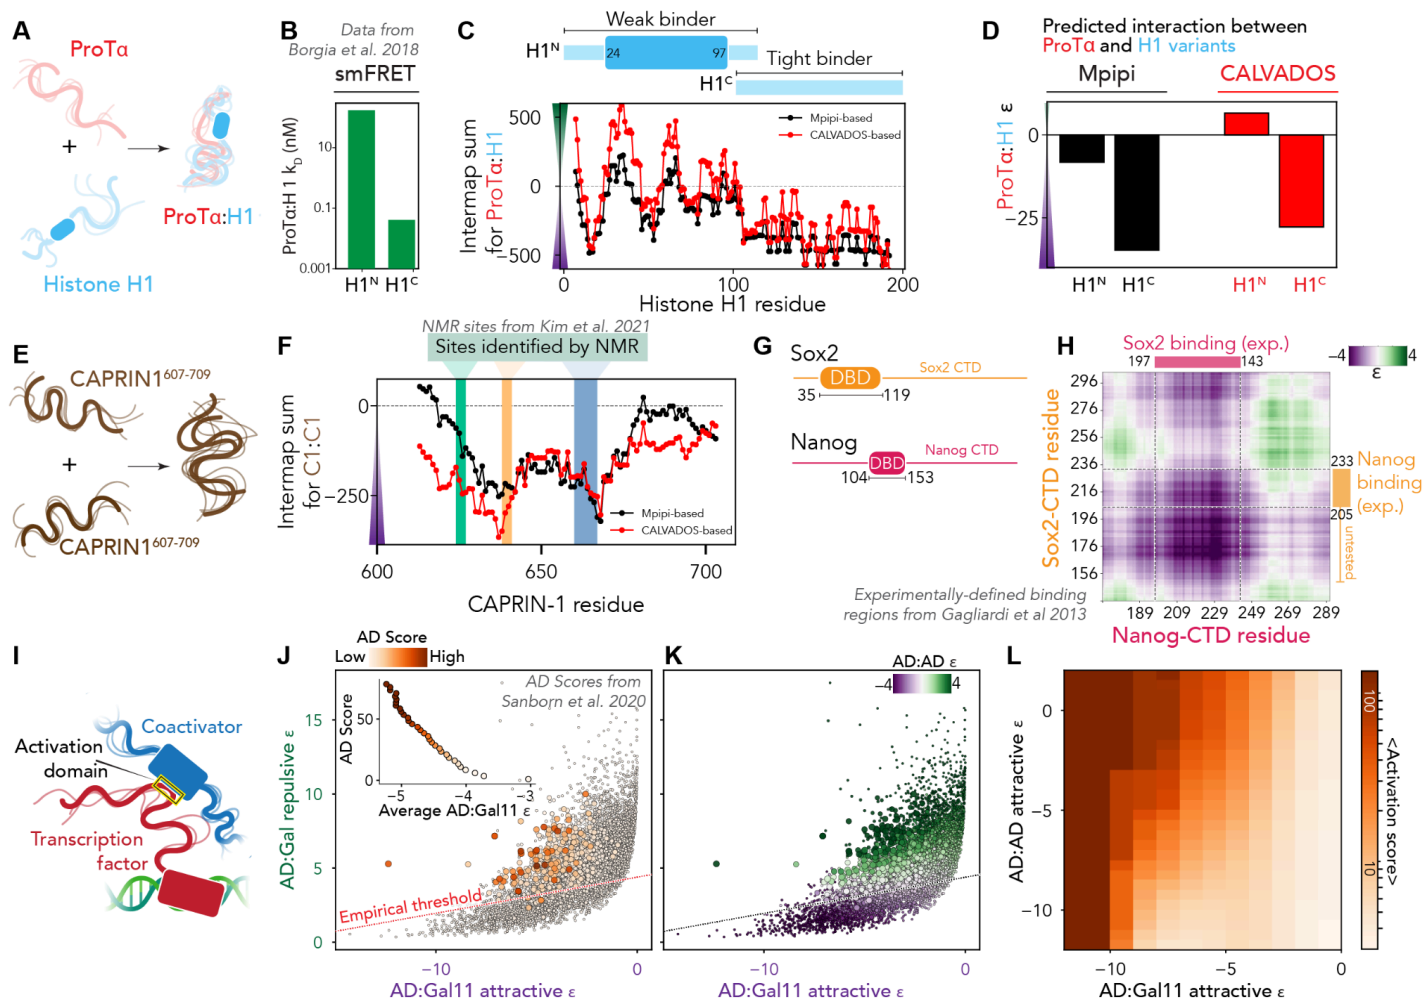 A
ProTα
+
Histone H1
ProTα:H1
B
Data from
Borgia et al. 2018
smFRET
ProTα:H1 k_D (nM)
10
0.1
0.001
H1ᴺ
H1ᶜ
C
Weak binder
H1ᴺ
24
97
Tight binder
H1ᶜ
Intermap sum
for ProTα:H1
500
0
−500
Mpipi-based
CALVADOS-based
0
100
200
Histone H1 residue
D
Predicted interaction between
ProTα and H1 variants
Mpipi
CALVADOS
ProTα:H1 ε
0
−25
H1ᴺ
H1ᶜ
H1ᴺ
H1ᶜ
E
CAPRIN1⁶⁰⁷⁻⁷⁰⁹
+
CAPRIN1⁶⁰⁷⁻⁷⁰⁹
F
NMR sites from Kim et al. 2021
Sites identified by NMR
Intermap sum
for C1:C1
0
−250
Mpipi-based
CALVADOS-based
600
650
700
CAPRIN-1 residue
G
Sox2
DBD
Sox2 CTD
35
119
Nanog
DBD
Nanog CTD
104
153
Experimentally-defined binding
regions from Gagliardi et al 2013
H
Sox2 binding (exp.)
197
143
−4
4
ε
Sox2-CTD residue
296
276
256
236
216
196
176
156
233
Nanog
binding
(exp.)
205
untested
189
209
229
249
269
289
Nanog-CTD residue
I
Coactivator
Activation
domain
Transcription
factor
J
AD Score
Low
High
AD Scores from
Sanborn et al. 2020
AD Score
50
0
−5
−4
−3
Average AD:Gal11 ε
AD:Gal repulsive ε
15
10
5
0
Empirical threshold
−10
0
AD:Gal11 attractive ε
K
AD:AD ε
−4
4
−10
0
AD:Gal11 attractive ε
L
AD:AD attractive ε
0
−5
−10
−10
−5
0
AD:Gal11 attractive ε
100
10
<Activation score>